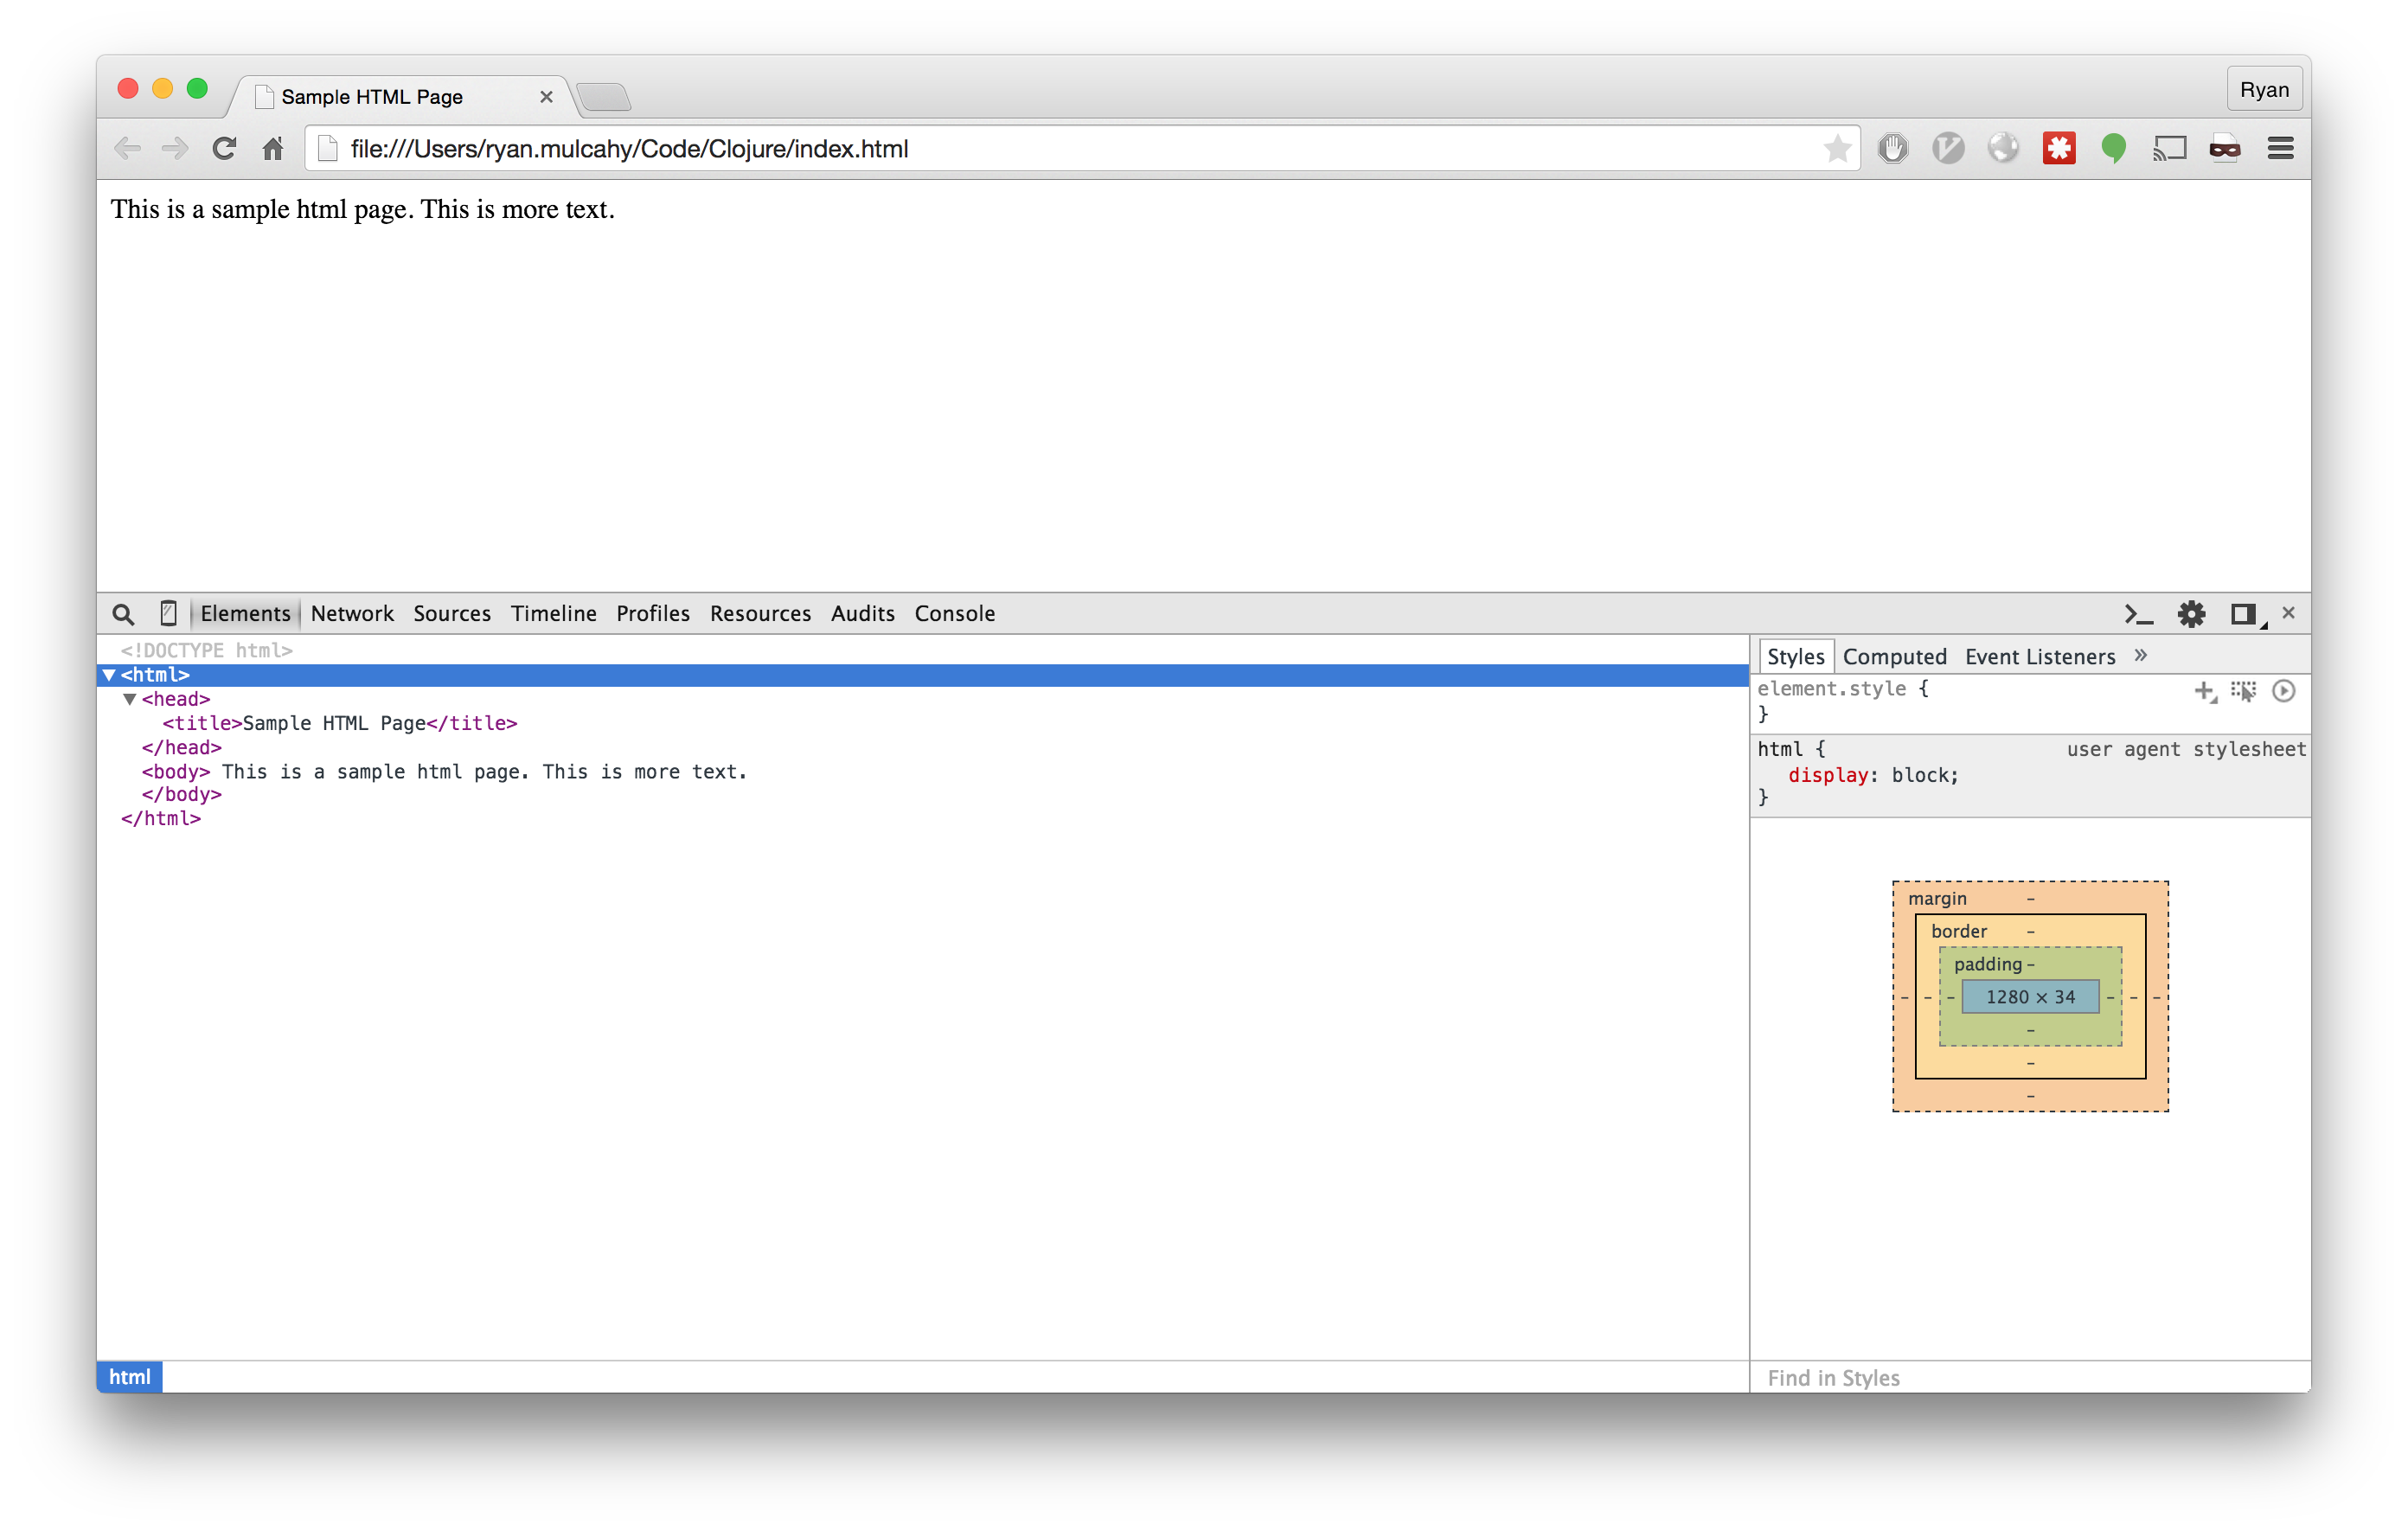 Sample HTML Page
Ryan
file:///Users/ryan.mulcahy/Code/Clojure/index.html
This is a sample html page. This is more text.
Elements Network Sources Timeline Profiles Resources Audits Console
<!DOCTYPE html>
<html>
<head>
<title>Sample HTML Page</title>
</head>
<body> This is a sample html page. This is more text.
</body>
</html>
html
Styles Computed Event Listeners »
element.style {
}
html { user agent stylesheet
display: block;
}
margin -
border -
padding -
- - - 1280 × 34 - - -
-
-
-
Find in Styles